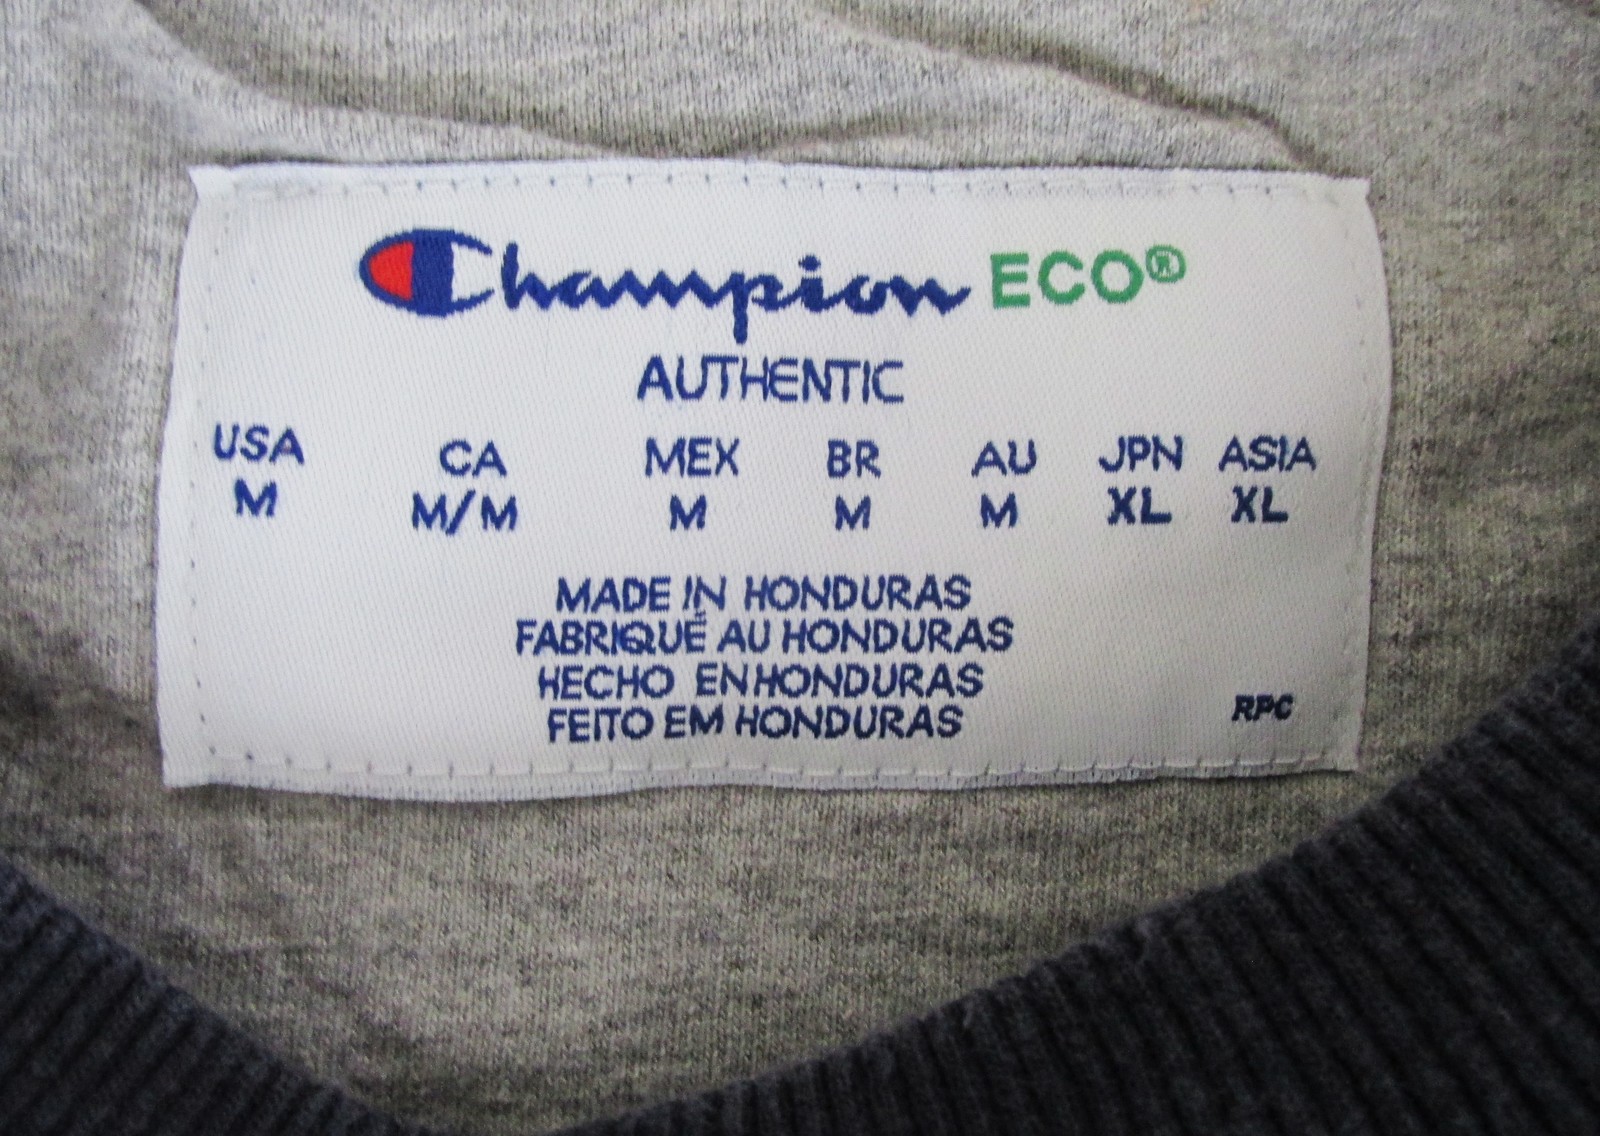 Champion ECO®
AUTHENTIC
USA CA MEX BR AU JPN ASIA
M M/M M M M XL XL
MADE IN HONDURAS
FABRIQUÉ AU HONDURAS
HECHO EN HONDURAS
FEITO EM HONDURAS
RPC